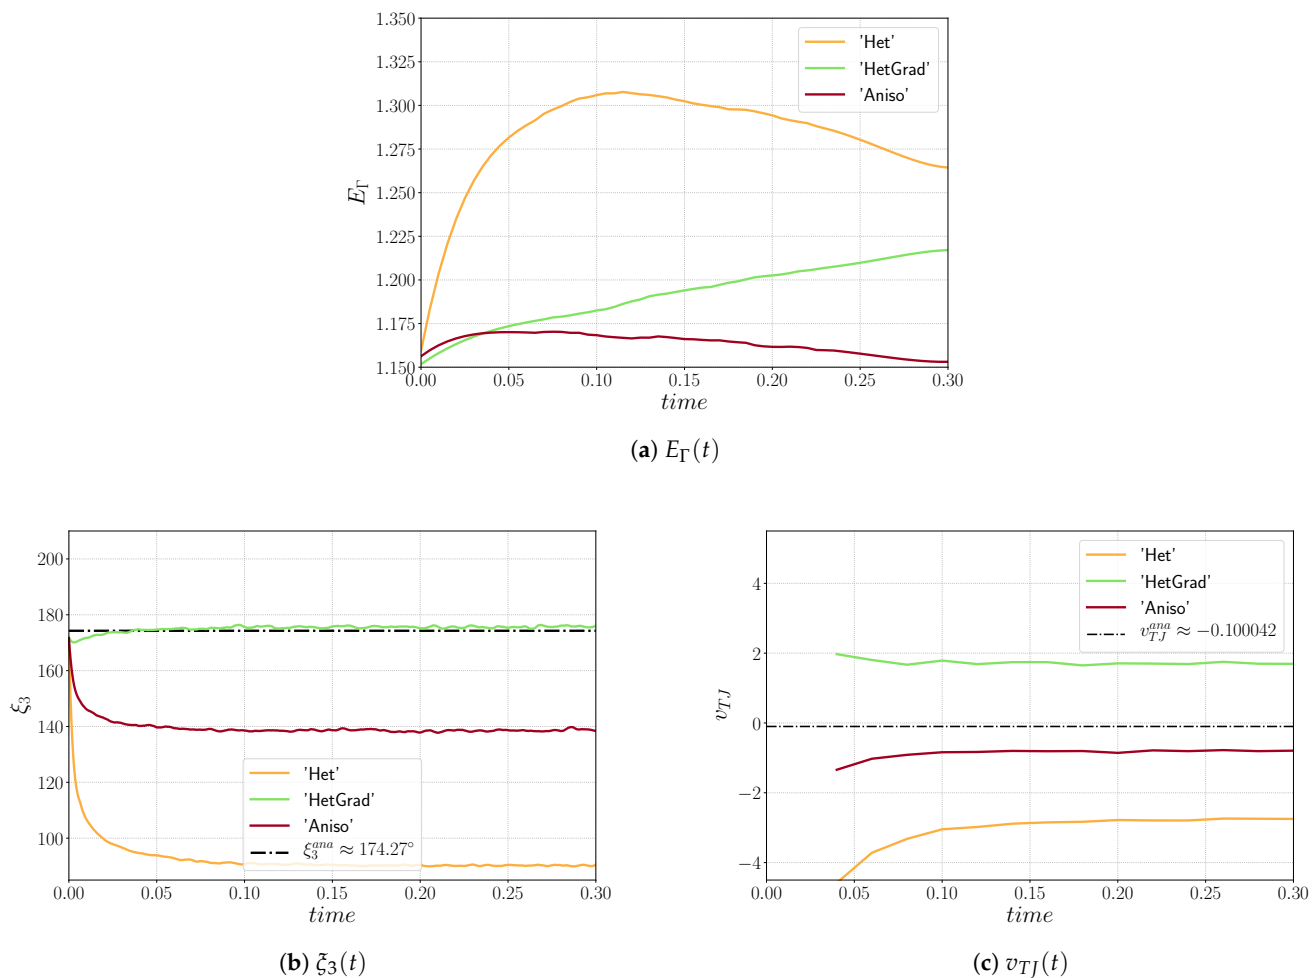 1.350
1.325
1.300
1.275
1.250
1.225
1.200
1.175
1.150
E_Γ
0.00 0.05 0.10 0.15 0.20 0.25 0.30
time
'Het'
'HetGrad'
'Aniso'
(a) E_Γ(t)
200
180
160
140
120
100
ξ_3
0.00 0.05 0.10 0.15 0.20 0.25 0.30
time
'Het'
'HetGrad'
'Aniso'
ξ_3^{ana} ≈ 174.27°
(b) ξ_3(t)
4
2
0
−2
−4
v_{TJ}
0.00 0.05 0.10 0.15 0.20 0.25 0.30
time
'Het'
'HetGrad'
'Aniso'
v_{TJ}^{ana} ≈ −0.100042
(c) v_{TJ}(t)